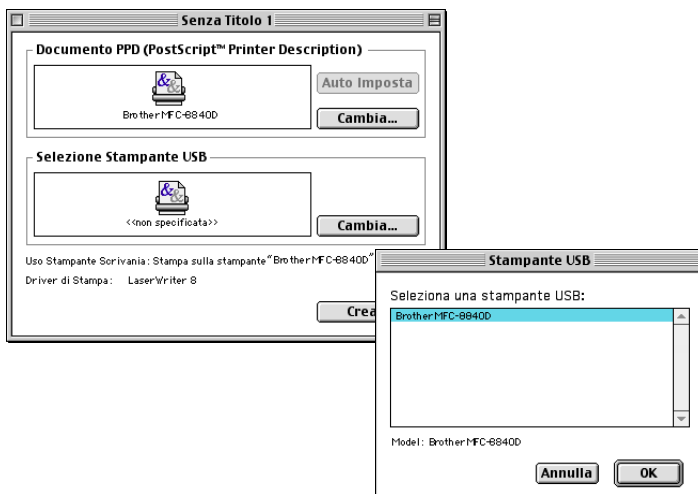 Senza Titolo 1
Documento PPD (PostScript™ Printer Description)
Auto Imposta
Brother MFC-8840D
Cambia...
Selezione Stampante USB
<<non specificata>>
Cambia...
Uso Stampante Scrivania: Stampa sulla stampante "Brother MFC-8840D"
Driver di Stampa: LaserWriter 8
Crea
Stampante USB
Seleziona una stampante USB:
Brother MFC-8840D
Model: Brother MFC-8840D
Annulla
OK